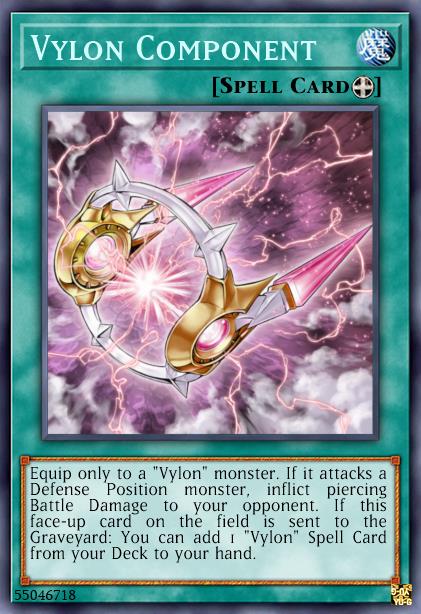 VYLON COMPONENT
魔
[SPELL CARD]
Equip only to a "Vylon" monster. If it attacks a
Defense Position monster, inflict piercing
Battle Damage to your opponent. If this
face-up card on the field is sent to the
Graveyard: You can add 1 "Vylon" Spell Card
from your Deck to your hand.
55046718